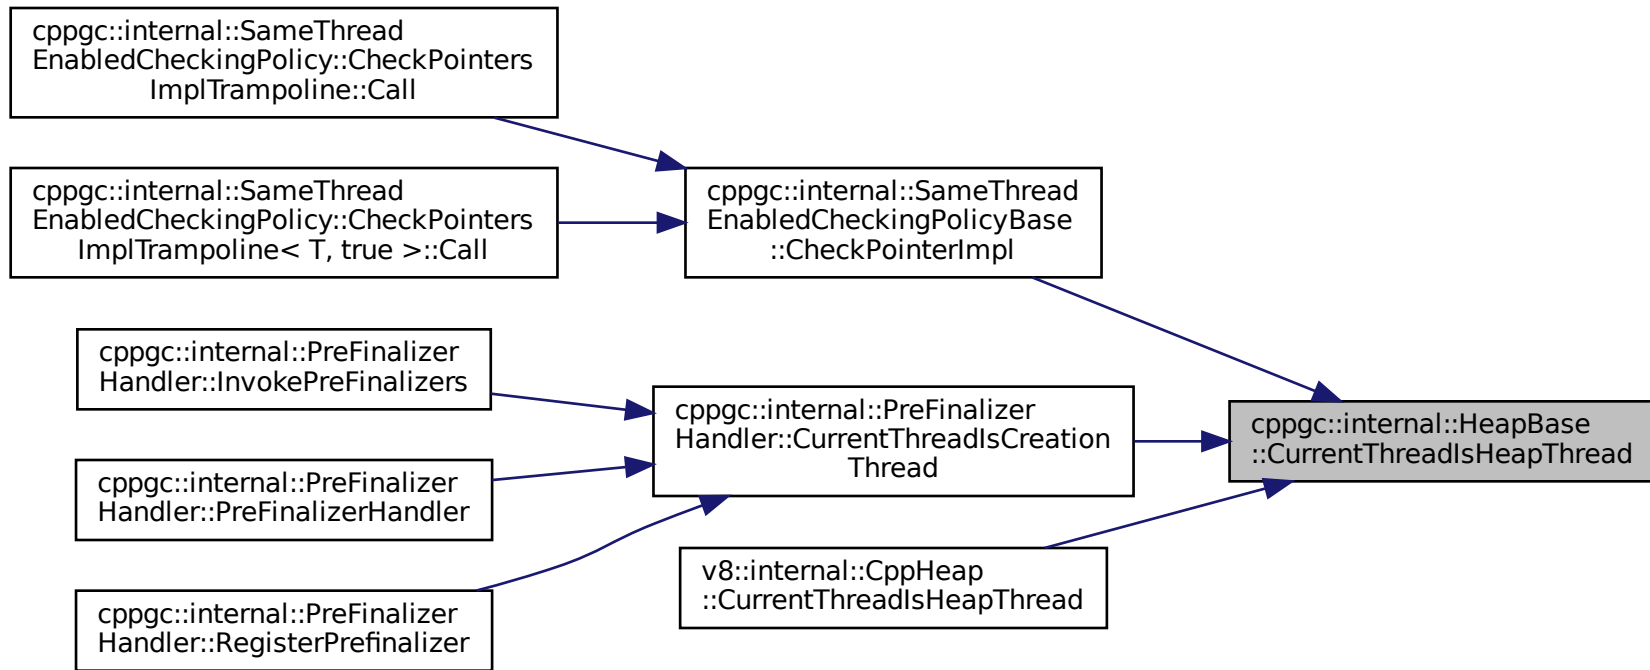 cppgc::internal::SameThread
EnabledCheckingPolicy::CheckPointers
ImplTrampoline::Call
cppgc::internal::SameThread
EnabledCheckingPolicy::CheckPointers
ImplTrampoline< T, true >::Call
cppgc::internal::SameThread
EnabledCheckingPolicyBase
::CheckPointerImpl
cppgc::internal::PreFinalizer
Handler::InvokePreFinalizers
cppgc::internal::PreFinalizer
Handler::CurrentThreadIsCreation
Thread
cppgc::internal::HeapBase
::CurrentThreadIsHeapThread
cppgc::internal::PreFinalizer
Handler::PreFinalizerHandler
v8::internal::CppHeap
::CurrentThreadIsHeapThread
cppgc::internal::PreFinalizer
Handler::RegisterPrefinalizer